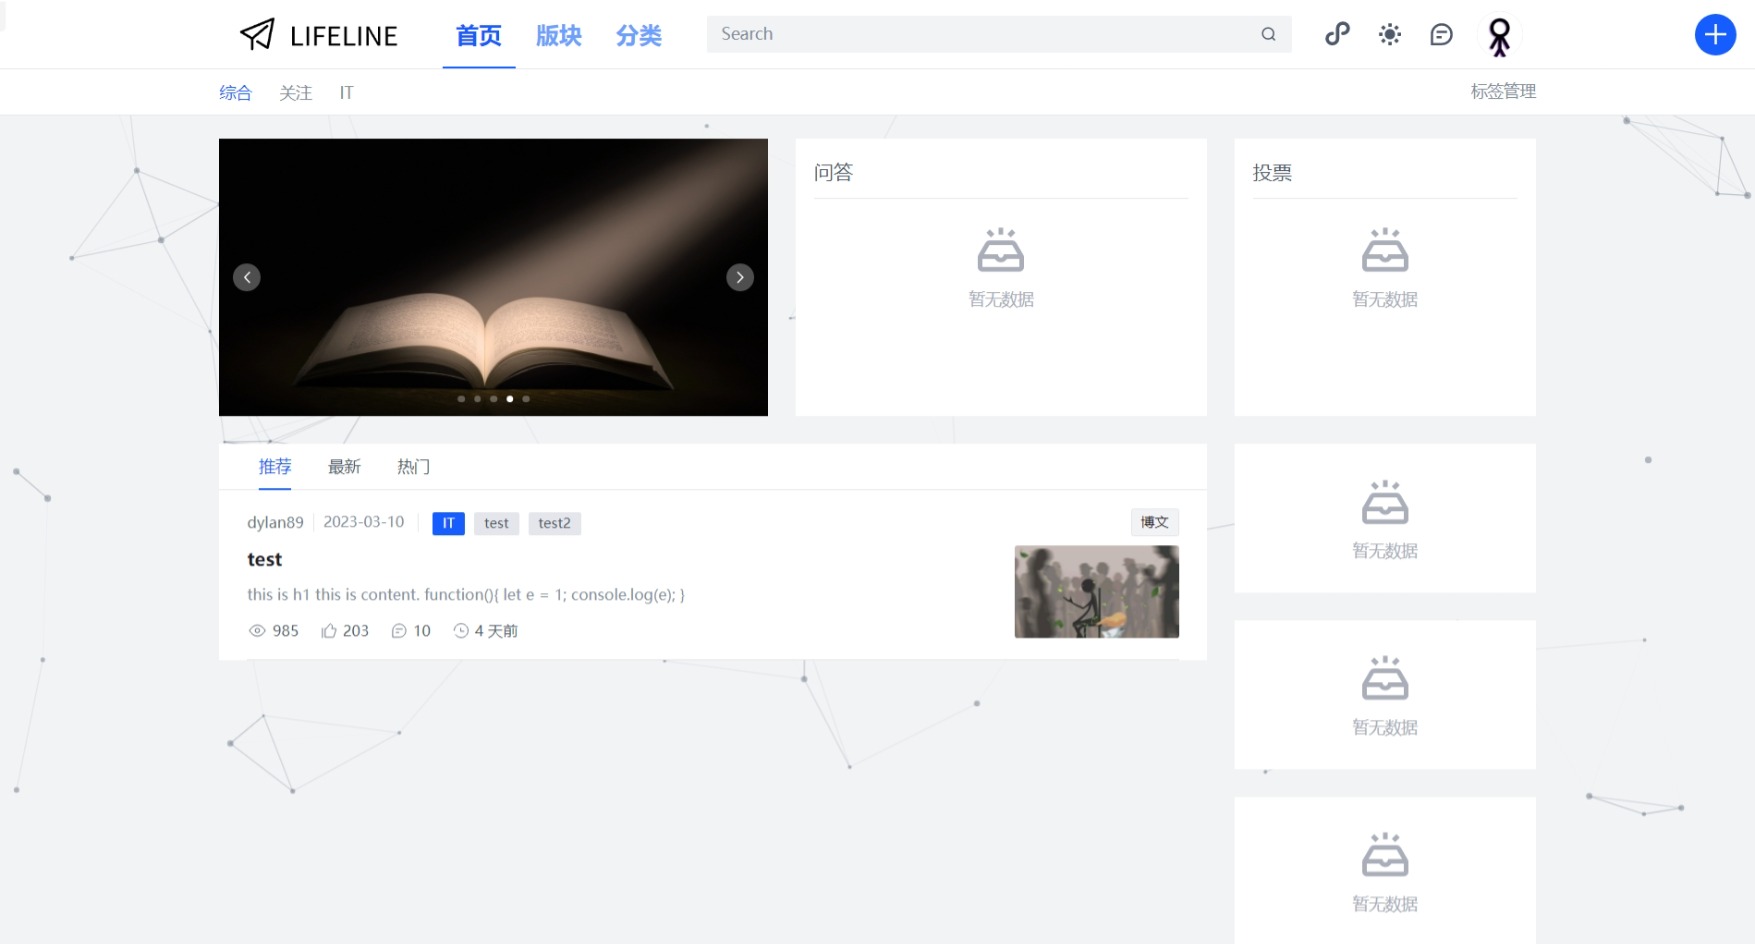 LIFELINE 首页 版块 分类 Search
综合 关注 IT 标签管理
问答
暂无数据
投票
暂无数据
推荐 最新 热门
dylan89 2023-03-10 IT test test2 博文
test
this is h1 this is content. function(){ let e = 1; console.log(e); }
985 203 10 4 天前
暂无数据
暂无数据
暂无数据